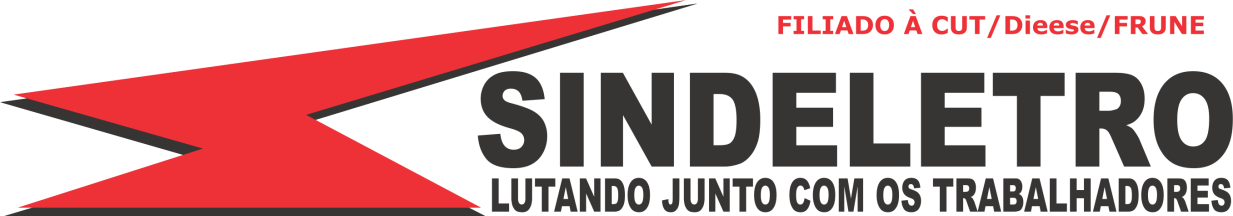 FILIADO À CUT/Dieese/FRUNE
SINDELETRO
LUTANDO JUNTO COM OS TRABALHADORES